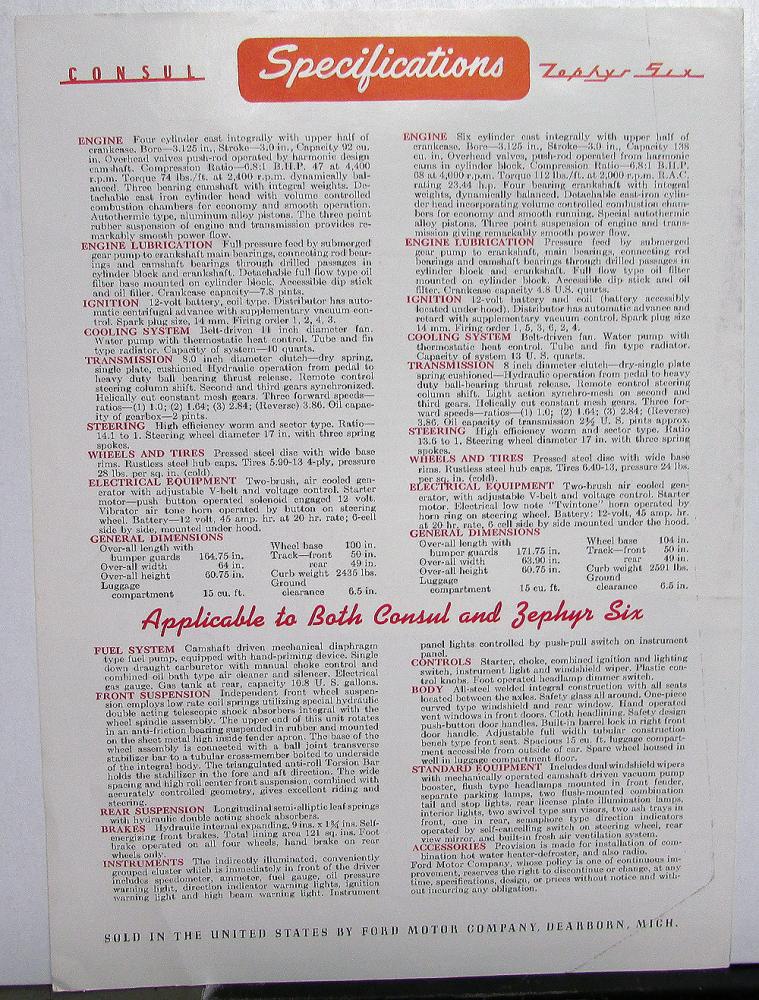 CONSUL
Specifications
Zephyr Six
ENGINE Four cylinder cast integrally with upper half of
crankcase. Bore—3.125 in., Stroke—3.0 in., Capacity 92 cu.
in. Overhead valves push-rod operated by harmonic design
camshaft. Compression Ratio—6.8:1 B.H.P. 47 at 4,400
r.p.m. Torque 74 lbs./ft. at 2,400 r.p.m. dynamically bal-
anced. Three bearing camshaft with integral weights. De-
tachable cast iron cylinder head with volume controlled
combustion chambers for economy and smooth operation.
Autothermic type, aluminum alloy pistons. The three point
rubber suspension of engine and transmission provides re-
markably smooth power flow.
ENGINE LUBRICATION Full pressure feed by submerged
gear pump to crankshaft main bearings, connecting rod bear-
ings and camshaft bearings through drilled passages in
cylinder block and crankshaft. Detachable full flow type oil
filter base mounted on cylinder block. Accessible dip stick
and oil filler. Crankcase capacity—7.8 pints.
IGNITION 12-volt battery, coil type. Distributor has auto-
matic centrifugal advance with supplementary vacuum con-
trol. Spark plug size, 14 mm. Firing order 1, 2, 4, 3.
COOLING SYSTEM Belt-driven 14 inch diameter fan.
Water pump with thermostatic heat control. Tube and fin
type radiator. Capacity of system—10 quarts.
TRANSMISSION 8.0 inch diameter clutch—dry spring,
single plate, cushioned Hydraulic operation from pedal to
heavy duty ball bearing thrust release. Remote control
steering column shift. Second and third gears synchronized.
Helically cut constant mesh gears. Three forward speeds—
ratios—(1) 1.0; (2) 1.64; (3) 2.84; (Reverse) 3.86. Oil capac-
ity of gearbox—2 pints.
STEERING High efficiency worm and sector type. Ratio—
14.1 to 1. Steering wheel diameter 17 in. with three spring
spokes.
WHEELS AND TIRES Pressed steel disc with wide base
rims. Rustless steel hub caps. Tires 5.90-13 4-ply, pressure
28 lbs. per sq. in. (cold).
ELECTRICAL EQUIPMENT Two-brush, air cooled gen-
erator with adjustable V-belt and voltage control. Starter
motor—push button operated solenoid engaged 12 volt.
Vibrator air tone horn operated by button on steering
wheel. Battery—12 volt, 45 amp. hr. at 20 hr. rate; 6-cell
side by side, mounted under hood.
GENERAL DIMENSIONS
Over-all length with
bumper guards 164.75 in.
Over-all width 64 in.
Over-all height 60.75 in.
Luggage
compartment 15 cu. ft.
Wheel base 100 in.
Track—front 50 in.
rear 49 in.
Curb weight 2435 lbs.
Ground
clearance 6.5 in.
ENGINE Six cylinder cast integrally with upper half of
crankcase. Bore—3.125 in., Stroke—3.0 in., Capacity 138
cu. in. Overhead valves, push-rod operated from harmonic
cams in cylinder block. Compression Ratio—6.8:1 B.H.P.
68 at 4,000 r.p.m. Torque 112 lbs./ft. at 2,000 r.p.m. R.A.C.
rating 23.44 h.p. Four bearing crankshaft with integral
weights, dynamically balanced. Detachable cast-iron cylin-
der head incorporating volume controlled combustion cham-
bers for economy and smooth running. Special autothermic
alloy pistons. Three point suspension of engine and trans-
mission giving remarkably smooth power flow.
ENGINE LUBRICATION Pressure feed by submerged
gear pump to crankshaft, main bearings, connecting rod
bearings and camshaft bearings through drilled passages in
cylinder block and crankshaft. Full flow type oil filter
mounted on cylinder block. Accessible dip stick and oil
filler. Crankcase capacity 4.8 U.S. quarts.
IGNITION 12-volt battery and coil (battery accessibly
located under hood). Distributor has automatic advance and
retard with supplementary vacuum control. Spark plug size
14 mm. Firing order 1, 5, 3, 6, 2, 4.
COOLING SYSTEM Belt-driven fan. Water pump with
thermostatic heat control. Tube and fin type radiator.
Capacity of system 13 U. S. quarts.
TRANSMISSION 8 inch diameter clutch—dry-single plate
spring cushioned—Hydraulic operation from pedal to heavy
duty ball-bearing thrust release. Remote control steering
column shift. Light action synchro-mesh on second and
third gears. Helically cut constant mesh gears. Three for-
ward speeds—ratios—(1) 1.0; (2) 1.64; (3) 2.84; (Reverse)
3.86. Oil capacity of transmission 2½ U. S. pints approx.
STEERING High efficiency worm and sector type. Ratio
13.6 to 1. Steering wheel diameter 17 in. with three spring
spokes.
WHEELS AND TIRES Pressed steel disc with wide base
rims. Rustless steel hub caps. Tires 6.40-13, pressure 24 lbs.
per sq. in. (cold).
ELECTRICAL EQUIPMENT Two-brush air cooled gen-
erator, with adjustable V-belt and voltage control. Starter
motor. Electrical low note "Twintone" horn operated by
horn ring on steering wheel. Battery: 12-volt, 45 amp. hr.
at 20 hr. rate, 6 cell side by side mounted under the hood.
GENERAL DIMENSIONS
Over-all length with
bumper guards 171.75 in.
Over-all width 63.90 in.
Over-all height 60.75 in.
Luggage
compartment 15 cu. ft.
Wheel base 104 in.
Track—front 50 in.
rear 49 in.
Curb weight 2591 lbs.
Ground
clearance 6.5 in.
Applicable to Both Consul and Zephyr Six
FUEL SYSTEM Camshaft driven mechanical diaphragm
type fuel pump, equipped with hand-priming device. Single
down draught carburetor with manual choke control and
combined oil bath type air cleaner and silencer. Electrical
gas gauge. Gas tank at rear, capacity 10.8 U. S. gallons.
FRONT SUSPENSION Independent front wheel suspen-
sion employs low rate coil springs utilizing special hydraulic
double acting telescopic shock absorbers integral with the
wheel spindle assembly. The upper end of this unit rotates
in an anti-friction bearing suspended in rubber and mounted
on the sheet metal high inside fender apron. The base of the
wheel assembly is connected with a ball joint transverse
stabilizer bar to a tubular cross-member bolted to underside
of the integral body. The triangulated anti-roll Torsion Bar
holds the stabilizer in the fore and aft direction. The wide
spacing and high roll center front suspension, combined with
accurately controlled geometry, gives excellent riding and
steering.
REAR SUSPENSION Longitudinal semi-elliptic leaf springs
with hydraulic double acting shock absorbers.
BRAKES Hydraulic internal expanding, 9 ins. x 1¾ ins. Self-
energising front brakes. Total lining area 121 sq. ins. Foot
brake operated on all four wheels, hand brake on rear
wheels only.
INSTRUMENTS The indirectly illuminated, conveniently
grouped cluster which is immediately in front of the driver
includes speedometer, ammeter, fuel gauge, oil pressure
warning light, direction indicator warning lights, ignition
warning light and high beam warning light. Instrument
panel lights controlled by push-pull switch on instrument
panel.
CONTROLS Starter, choke, combined ignition and lighting
switch, instrument light and windshield wiper. Plastic con-
trol knobs. Foot operated headlamp dimmer switch.
BODY All-steel welded integral construction with all seats
located between the axles. Safety glass all around. One-piece
curved type windshield and rear window. Hand operated
vent windows in front doors. Cloth headlining. Safety design
push-button door handles. Built-in barrel lock in right front
door handle. Adjustable full width tubular construction
bench type front seat. Spacious 15 cu. ft. luggage compart-
ment accessible from outside of car. Spare wheel housed in
well in luggage compartment floor.
STANDARD EQUIPMENT Includes dual windshield wipers
with mechanically operated camshaft driven vacuum pump
booster, flush type headlamps mounted in front fender,
separate parking lamps, two flush-mounted combination
tail and stop lights, rear license plate illumination lamps,
interior lights, two swivel type sun visors, two ash trays in
front, one in rear, semaphore type direction indicators
operated by self-cancelling switch on steering wheel, rear
view mirror, and built-in fresh air ventilation system.
ACCESSORIES Provision is made for installation of com-
bination hot water heater-defroster, and also radio.
Ford Motor Company, whose policy is one of continuous im-
provement, reserves the right to discontinue or change, at any
time, specifications, design, or prices without notice and with-
out incurring any obligation.
SOLD IN THE UNITED STATES BY FORD MOTOR COMPANY, DEARBORN, MICH.